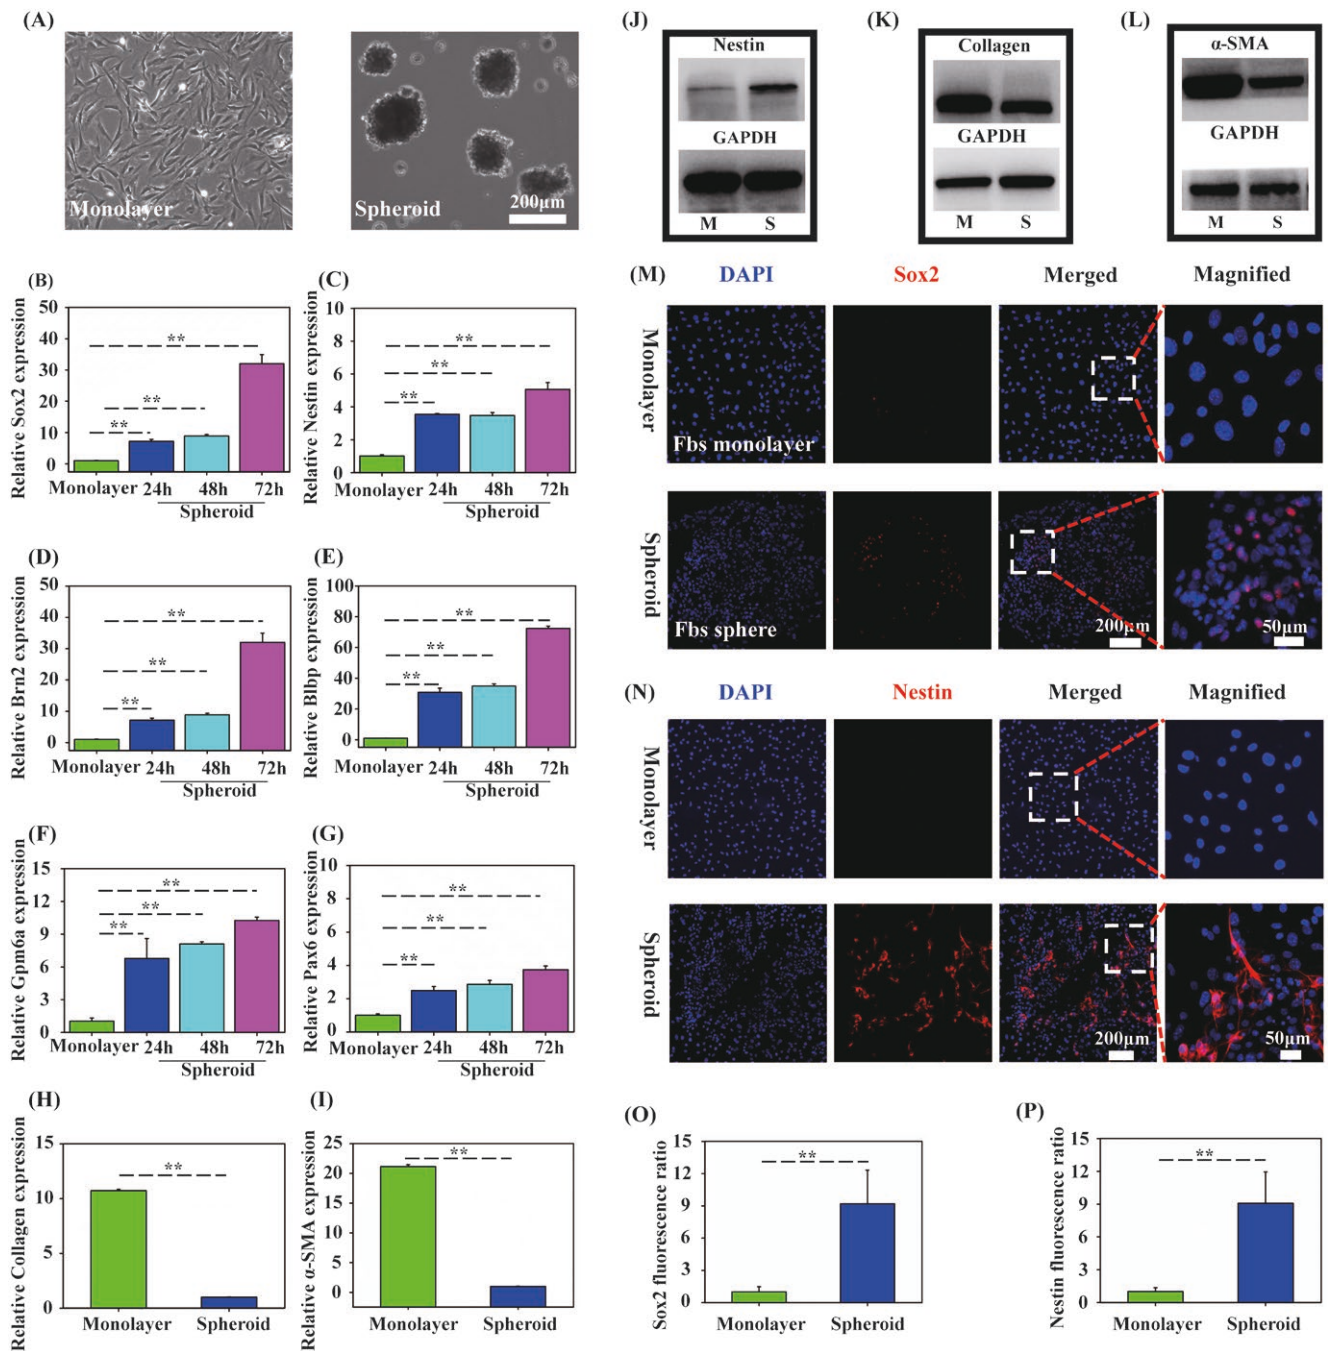 (A)
Monolayer
Spheroid
200μm
(B)
Relative Sox2 expression
50
40
30
20
10
0
**
**
**
Monolayer 24h 48h 72h
Spheroid
(C)
Relative Nestin expression
10
8
6
4
2
0
**
**
**
Monolayer 24h 48h 72h
Spheroid
(D)
Relative Brn2 expression
50
40
30
20
10
0
**
**
**
Monolayer 24h 48h 72h
Spheroid
(E)
Relative Blbp expression
100
80
60
40
20
0
**
**
**
Monolayer 24h 48h 72h
Spheroid
(F)
Relative Gpm6a expression
15
12
9
6
3
0
**
**
**
Monolayer 24h 48h 72h
Spheroid
(G)
Relative Pax6 expression
10
8
6
4
2
0
**
**
**
Monolayer 24h 48h 72h
Spheroid
(H)
Relative Collagen expression
15
10
5
0
**
Monolayer Spheroid
(I)
Relative α-SMA expression
25
20
15
10
5
0
**
Monolayer Spheroid
(J)
Nestin
GAPDH
M S
(K)
Collagen
GAPDH
M S
(L)
α-SMA
GAPDH
M S
(M)
DAPI Sox2 Merged Magnified
Monolayer
Fbs monolayer
Spheroid
Fbs sphere
200μm
50μm
(N)
DAPI Nestin Merged Magnified
Monolayer
Spheroid
200μm
50μm
(O)
Sox2 fluorescence ratio
15
12
9
6
3
0
**
Monolayer Spheroid
(P)
Nestin fluorescence ratio
15
12
9
6
3
0
**
Monolayer Spheroid